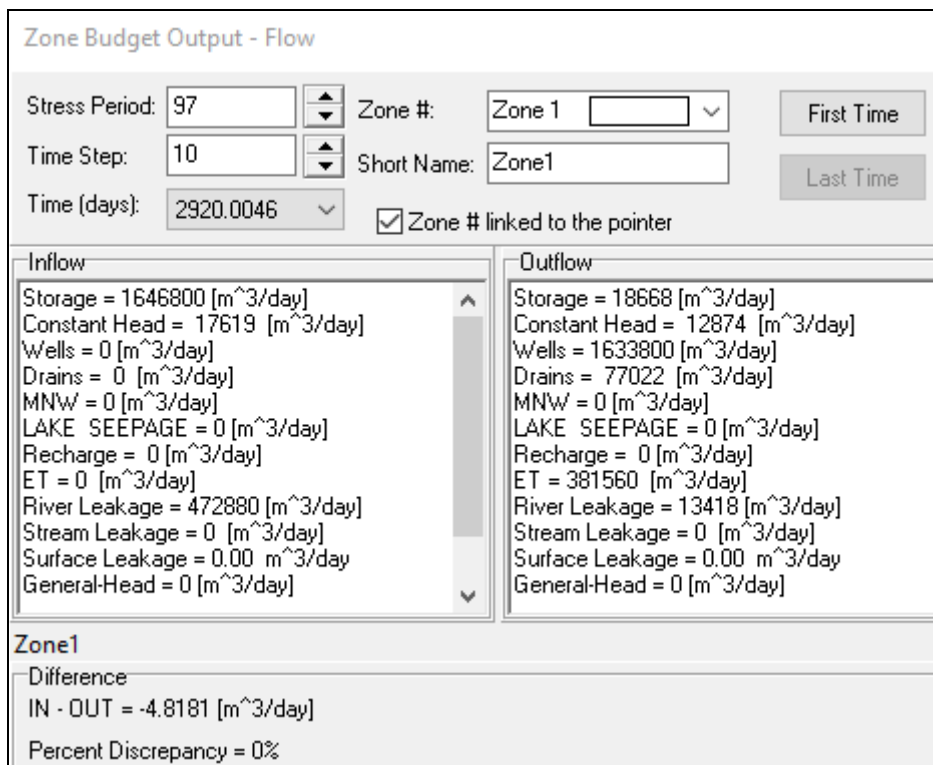 Zone Budget Output - Flow
Stress Period: 97
Zone #: Zone 1
First Time
Time Step: 10
Short Name: Zone1
Last Time
Time (days): 2920.0046
Zone # linked to the pointer
Inflow
Storage = 1646800 [m^3/day]
Constant Head = 17619 [m^3/day]
Wells = 0 [m^3/day]
Drains = 0 [m^3/day]
MNW = 0 [m^3/day]
LAKE SEEPAGE = 0 [m^3/day]
Recharge = 0 [m^3/day]
ET = 0 [m^3/day]
River Leakage = 472880 [m^3/day]
Stream Leakage = 0 [m^3/day]
Surface Leakage = 0.00 m^3/day
General-Head = 0 [m^3/day]
Outflow
Storage = 18668 [m^3/day]
Constant Head = 12874 [m^3/day]
Wells = 1633800 [m^3/day]
Drains = 77022 [m^3/day]
MNW = 0 [m^3/day]
LAKE SEEPAGE = 0 [m^3/day]
Recharge = 0 [m^3/day]
ET = 381560 [m^3/day]
River Leakage = 13418 [m^3/day]
Stream Leakage = 0 [m^3/day]
Surface Leakage = 0.00 m^3/day
General-Head = 0 [m^3/day]
Zone1
Difference
IN - OUT = -4.8181 [m^3/day]
Percent Discrepancy = 0%